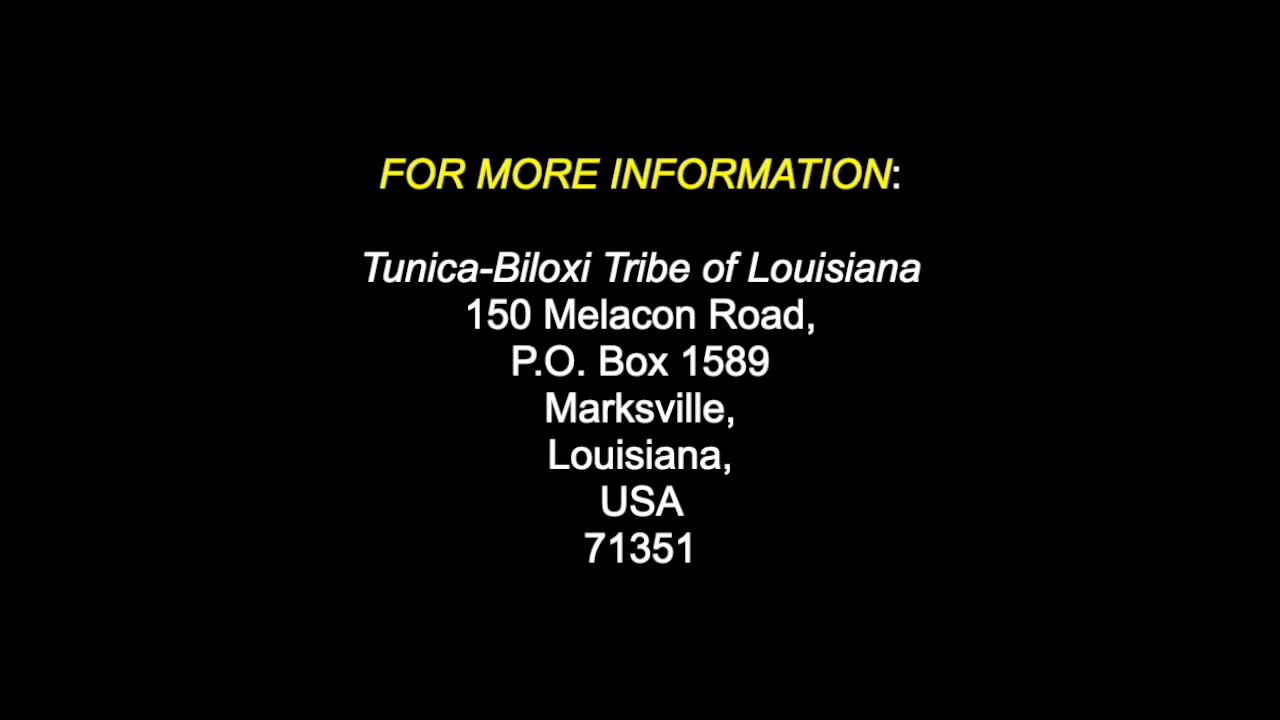 FOR MORE INFORMATION:
Tunica-Biloxi Tribe of Louisiana
150 Melacon Road,
P.O. Box 1589
Marksville,
Louisiana,
USA
71351